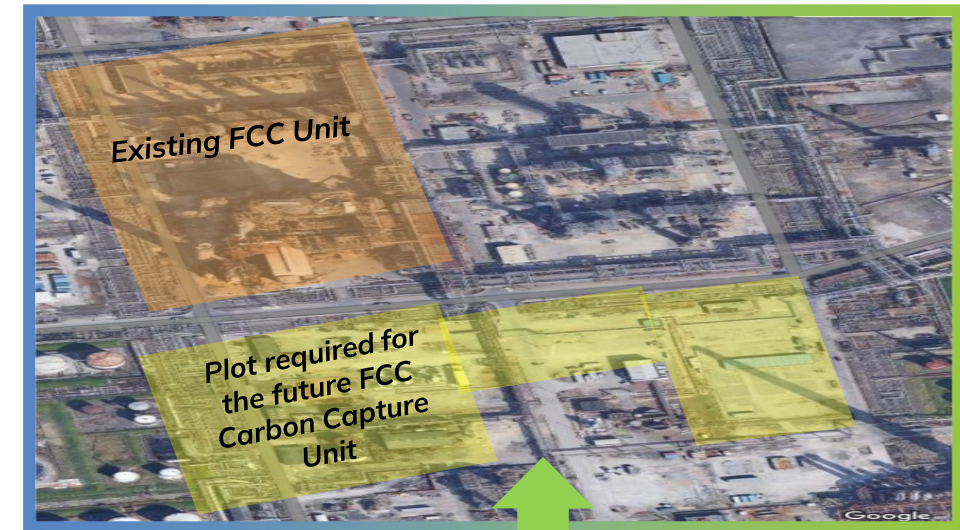 Existing FCC Unit
Plot required for
the future FCC
Carbon Capture
Unit
Google